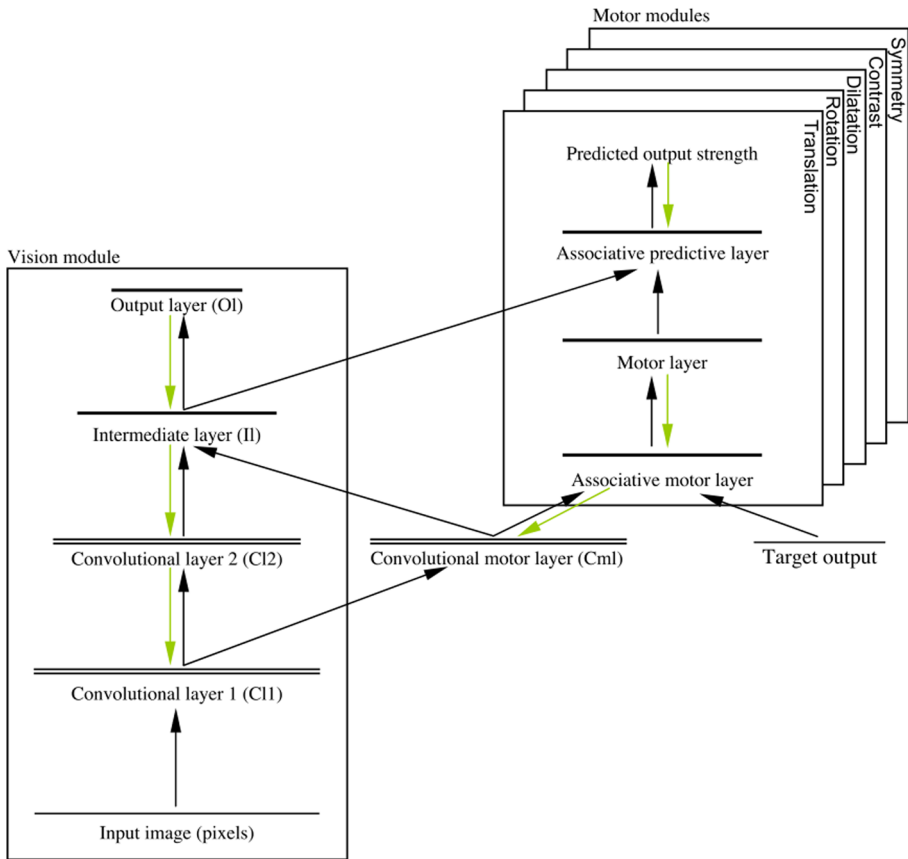 Motor modules
Symmetry
Contrast
Dilatation
Rotation
Translation
Predicted output strength
Associative predictive layer
Motor layer
Associative motor layer
Vision module
Output layer (Ol)
Intermediate layer (Il)
Convolutional layer 2 (Cl2)
Convolutional motor layer (Cml)
Target output
Convolutional layer 1 (Cl1)
Input image (pixels)